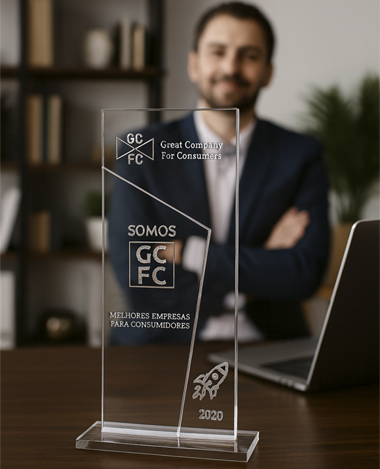 GC
FC
Great Company
For Consumers
SOMOS
GC
FC
MELHORES EMPRESAS
PARA CONSUMIDORES
2020